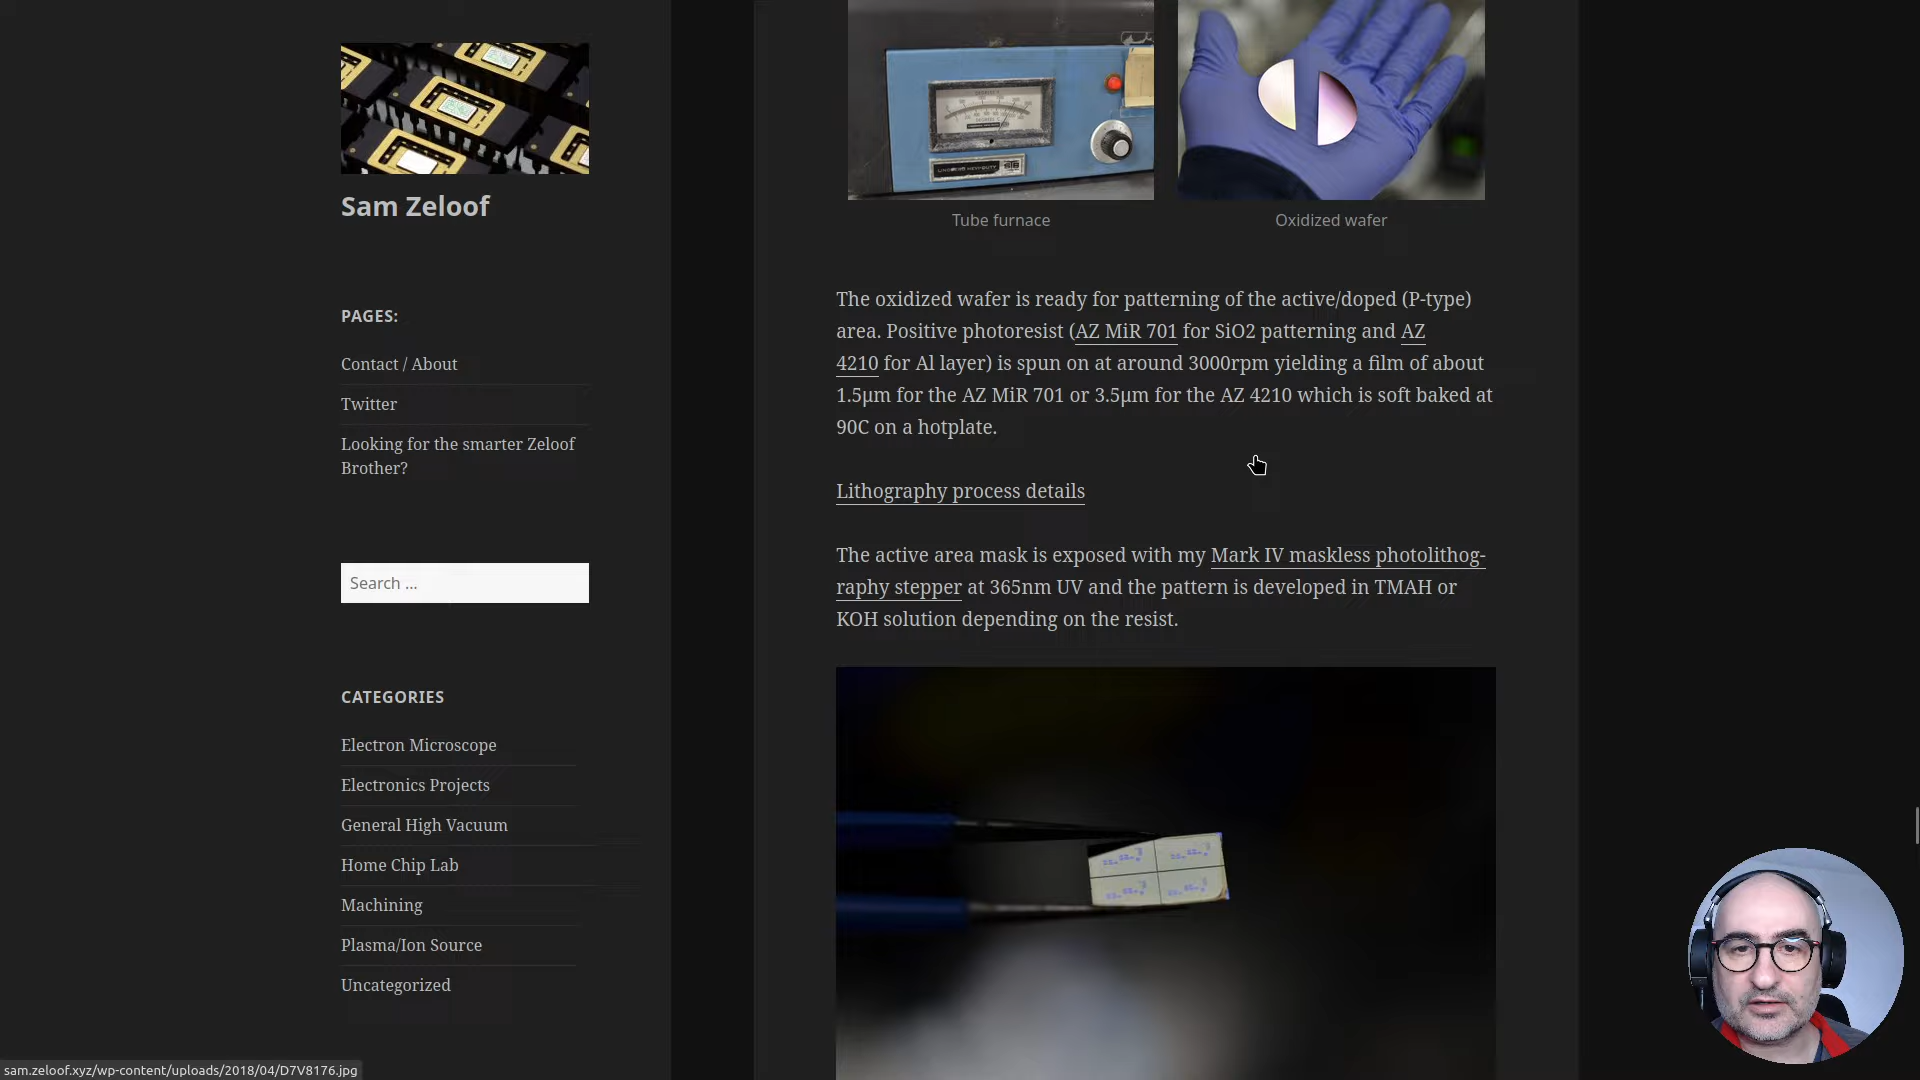 Sam Zeloof
PAGES:
Contact / About
Twitter
Looking for the smarter Zeloof
Brother?
Search ...
CATEGORIES
Electron Microscope
Electronics Projects
General High Vacuum
Home Chip Lab
Machining
Plasma/Ion Source
Uncategorized
Tube furnace
Oxidized wafer
The oxidized wafer is ready for patterning of the active/doped (P-type)
area. Positive photoresist (AZ MiR 701 for SiO2 patterning and AZ
4210 for Al layer) is spun on at around 3000rpm yielding a film of about
1.5µm for the AZ MiR 701 or 3.5µm for the AZ 4210 which is soft baked at
90C on a hotplate.
Lithography process details
The active area mask is exposed with my Mark IV maskless photolithog-
raphy stepper at 365nm UV and the pattern is developed in TMAH or
KOH solution depending on the resist.
sam.zeloof.xyz/wp-content/uploads/2018/04/D7V8176.jpg